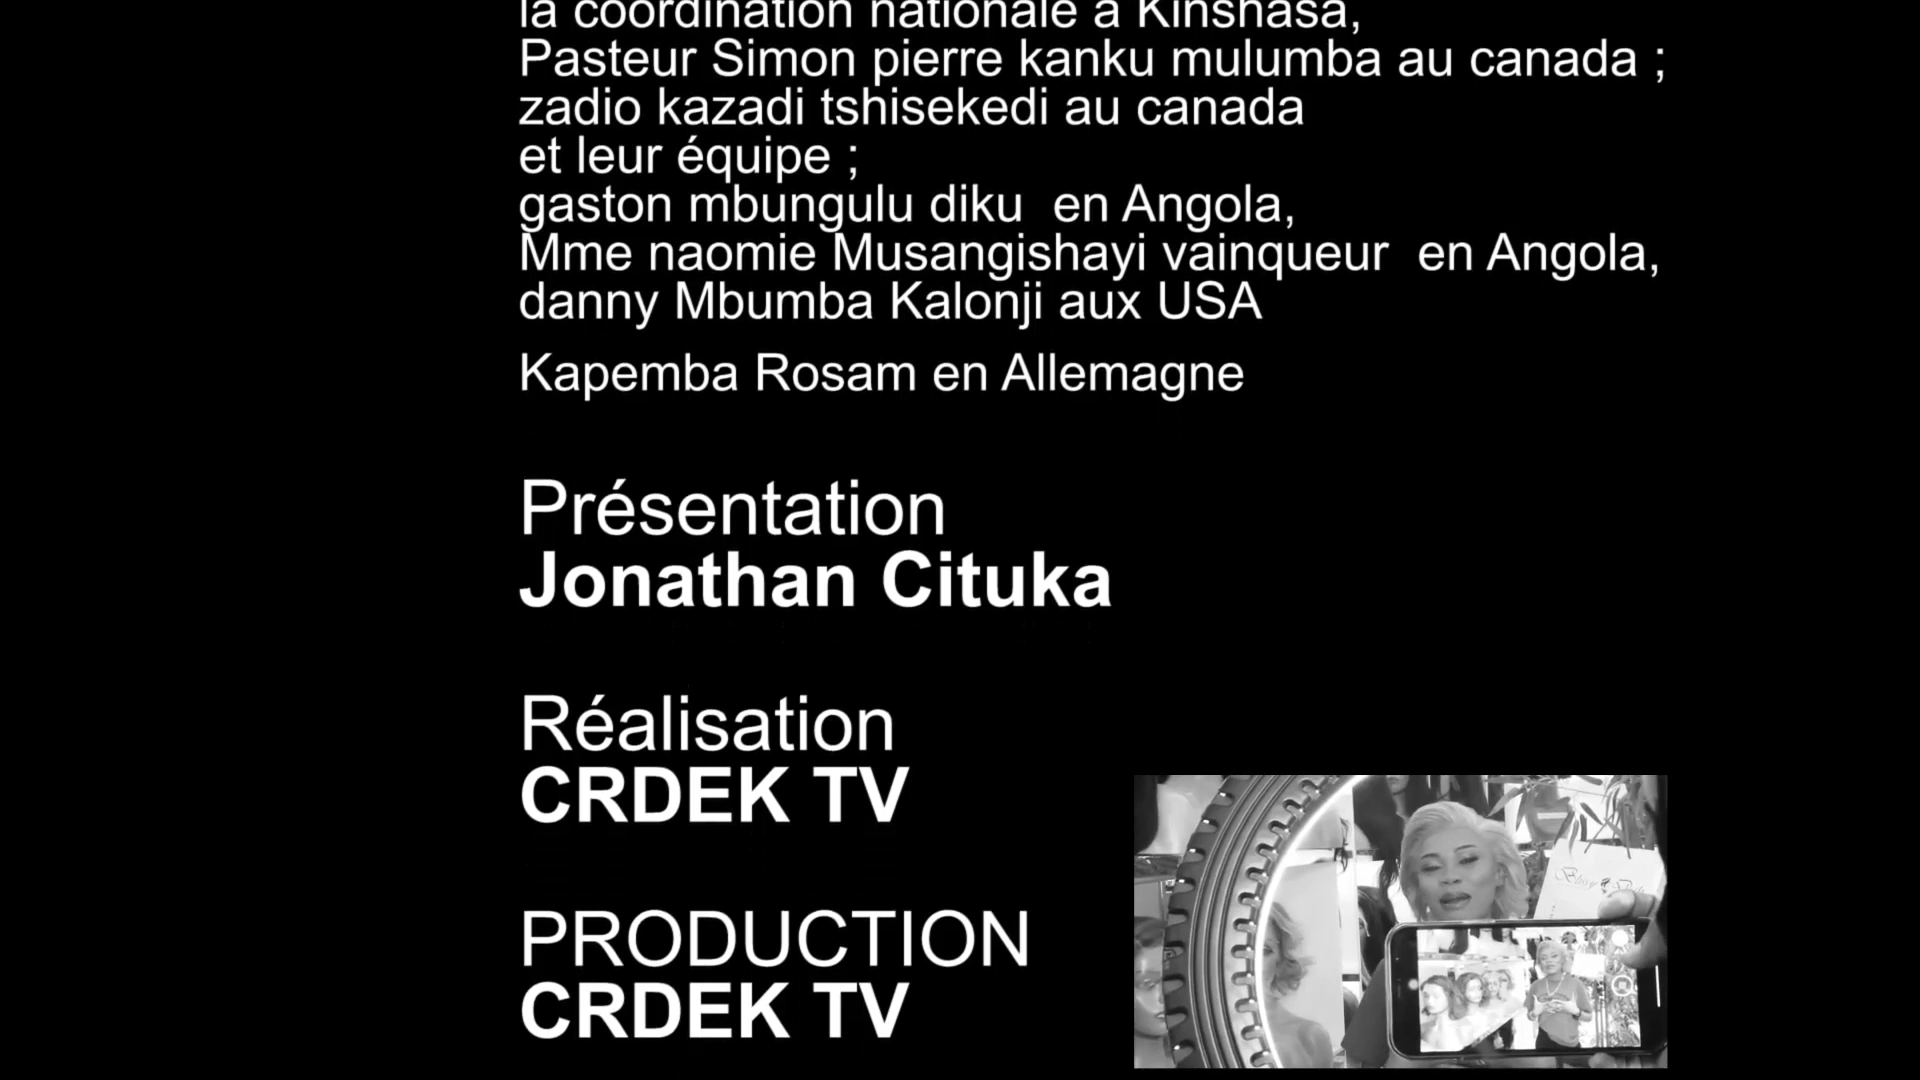 la coordination nationale à Kinshasa,
Pasteur Simon pierre kanku mulumba au canada ;
zadio kazadi tshisekedi au canada
et leur équipe ;
gaston mbungulu diku  en Angola,
Mme naomie Musangishayi vainqueur  en Angola,
danny Mbumba Kalonji aux USA
Kapemba Rosam en Allemagne
Présentation
Jonathan Cituka
Réalisation
CRDEK TV
PRODUCTION
CRDEK TV